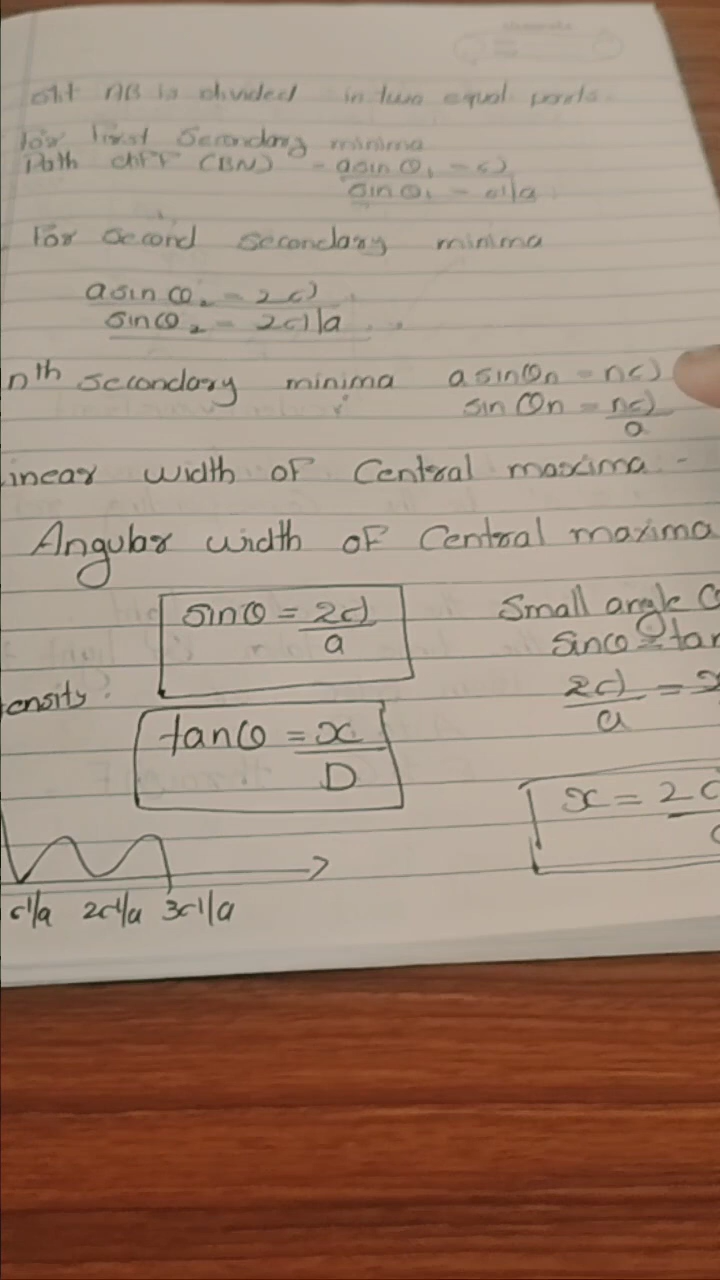 slit AB is divided in two equal parts.
for first Secondary minima
Path diff (BN) = a sin θ₁ = λ
sin θ₁ = λ/a
for second secondary minima
a sin θ₂ = 2λ
sin θ₂ = 2λ/a
nth secondary minima a sin θn = nλ
sin θn = nλ/a
inear width of Central maxima -
Angular width of Central maxima
sin θ = 2λ/a
Small angle
sin θ ≈ tan
ensity
2λ/a =
tan θ = x/D
x = 2
λ/a 2λ/a 3λ/a